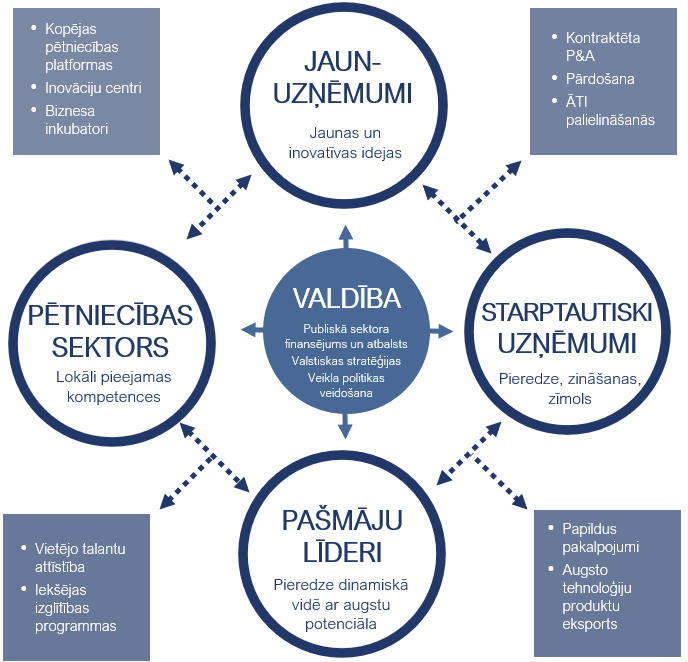 • Kopējas
pētniecības
platformas
• Inovāciju centri
• Biznesa
inkubatori
JAUN-
UZŅĒMUMI
Jaunas un
inovatīvas idejas
• Kontraktēta
P&A
• Pārdošana
• ĀTI
palielināšanās
PĒTNIECĪBAS
SEKTORS
Lokāli pieejamas
kompetences
VALDĪBA
Publiskā sektora
finansējums un atbalsts
Valstiskas stratēģijas
Veikla politikas
veidošana
STARPTAUTISKI
UZŅĒMUMI
Pieredze, zināšanas,
zīmols
• Vietējo talantu
attīstība
• Iekšējas
izglītības
programmas
PAŠMĀJU
LĪDERI
Pieredze dinamiskā
vidē ar augstu
potenciāla
• Papildus
pakalpojumi
• Augsto
tehnoloģiju
produktu
eksports